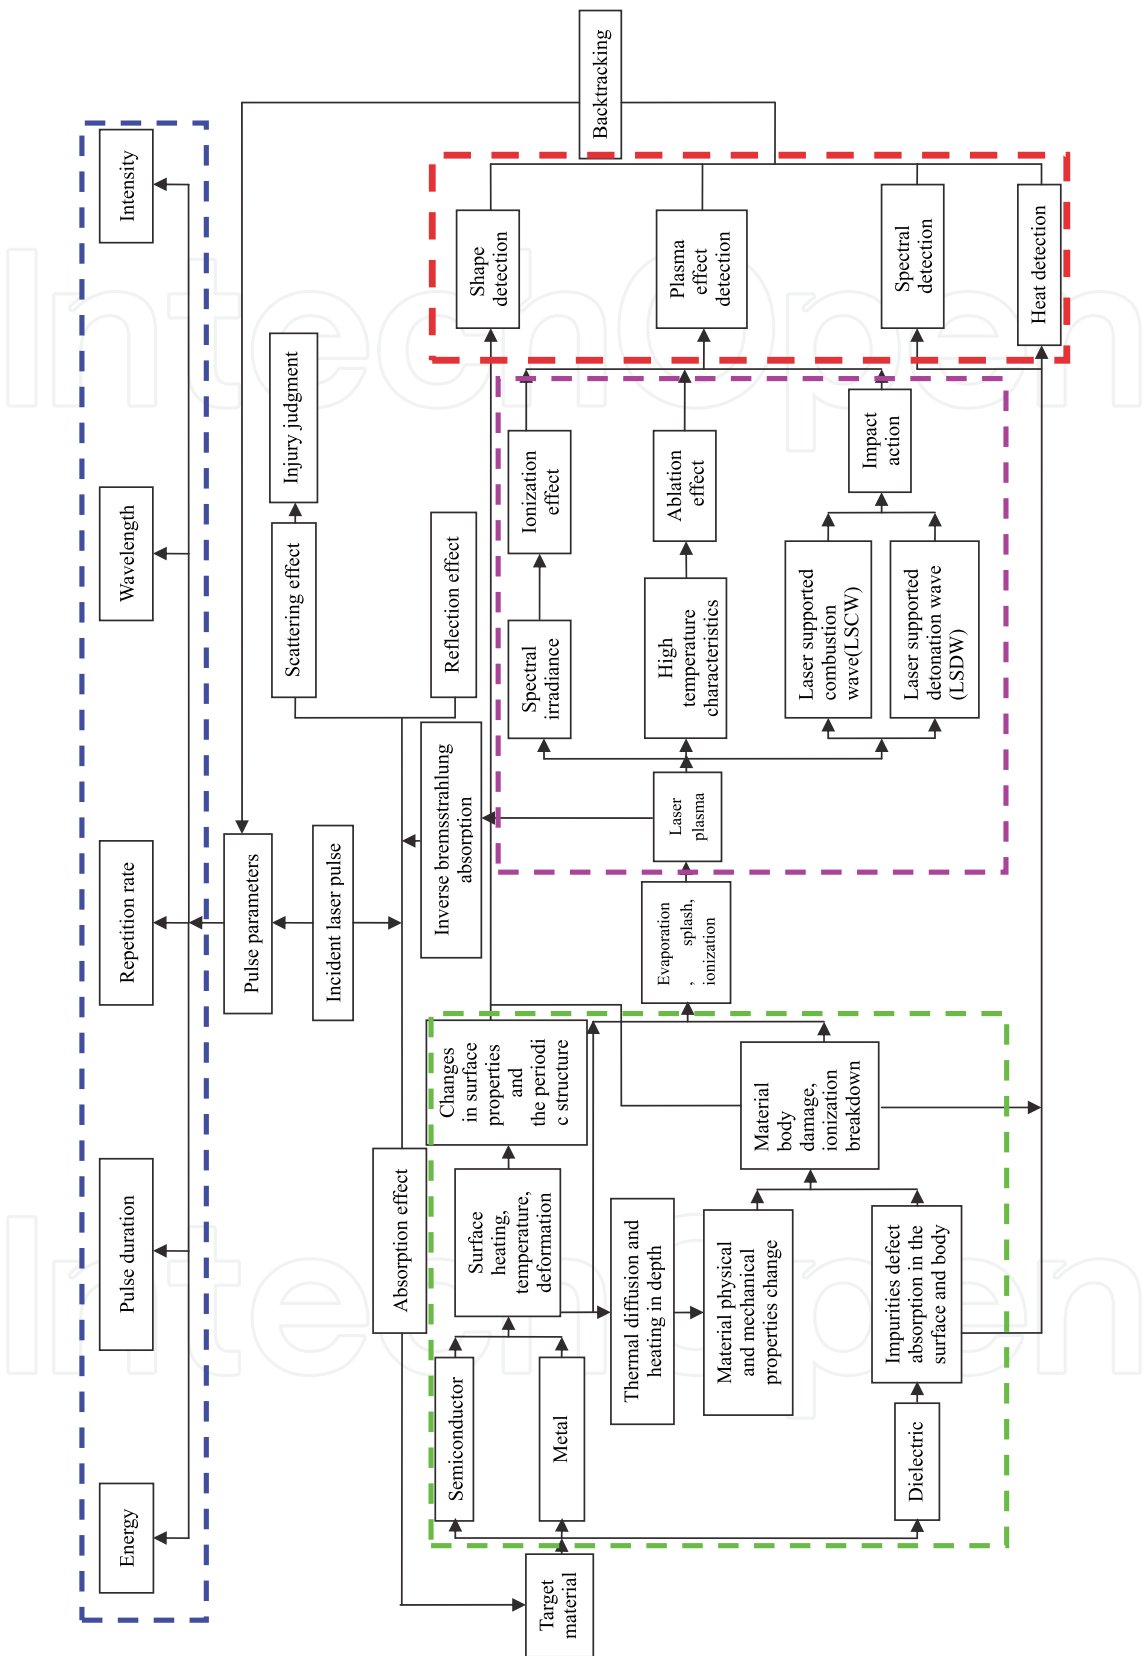 Energy
Pulse duration
Repetition rate
Wavelength
Intensity
Pulse parameters
Incident laser pulse
Scattering effect
Injury judgment
Absorption effect
Inverse bremsstrahlung
absorption
Reflection effect
Backtracking
Target
material
Semiconductor
Metal
Dielectric
Surface
heating,
temperature,
deformation
Changes
in surface
properties
and
the periodi
c structure
Thermal diffusion and
heating in depth
Material physical
and mechanical
properties change
Impurities defect
absorption in the
surface and body
Material
body
damage,
ionization
breakdown
Evaporation
, splash,
ionization
Laser
plasma
Spectral
irradiance
Ionization
effect
High
temperature
characteristics
Ablation
effect
Laser supported
combustion
wave(LSCW)
Laser supported
detonation wave
(LSDW)
Impact
action
Shape
detection
Plasma
effect
detection
Spectral
detection
Heat detection
IntechOpen
IntechOpen